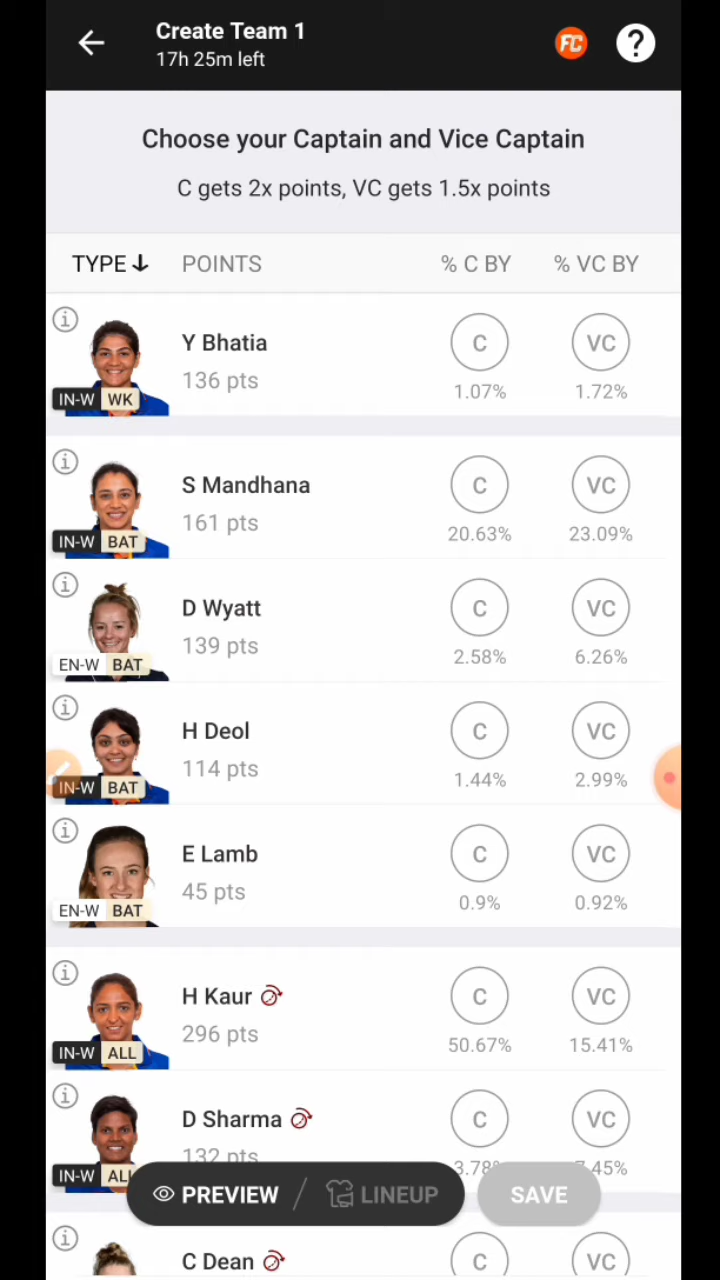 Create Team 1
17h 25m left
FC
?
Choose your Captain and Vice Captain
C gets 2x points, VC gets 1.5x points
TYPE POINTS % C BY % VC BY
Y Bhatia
136 pts
C
VC
1.07%
1.72%
IN-W WK
S Mandhana
161 pts
C
VC
20.63%
23.09%
IN-W BAT
D Wyatt
139 pts
C
VC
2.58%
6.26%
EN-W BAT
H Deol
114 pts
C
VC
1.44%
2.99%
IN-W BAT
E Lamb
45 pts
C
VC
0.9%
0.92%
EN-W BAT
H Kaur
296 pts
C
VC
50.67%
15.41%
IN-W ALL
D Sharma
132 pts
C
VC
IN-W
PREVIEW / LINEUP
SAVE
C Dean
C
VC